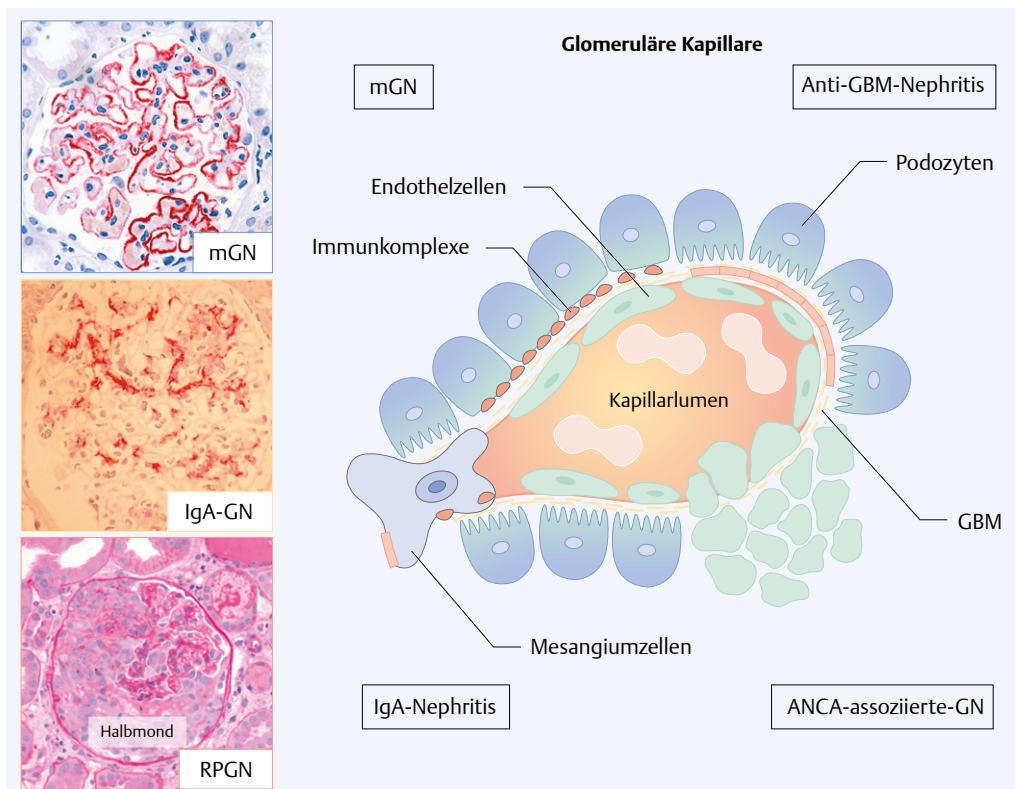 mGN
IgA-GN
Halbmond
RPGN
Glomeruläre Kapillare
mGN
Anti-GBM-Nephritis
Podozyten
Endothelzellen
Immunkomplexe
Kapillarlumen
GBM
Mesangiumzellen
IgA-Nephritis
ANCA-assoziierte-GN